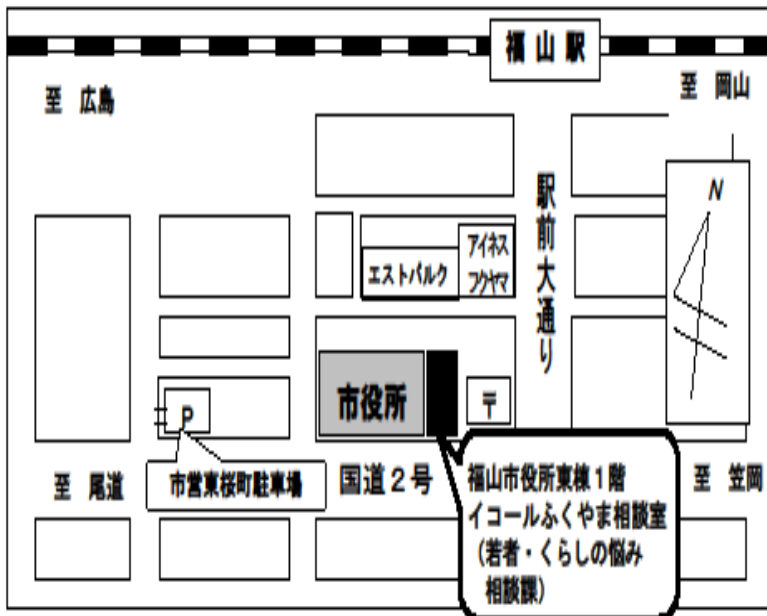 福山駅
至 広島
至 岡山
N
駅前大通り
アイネス
フクヤマ
エストパルク
市役所
〒
P
至 尾道
市営東桜町駐車場
国道2号
福山市役所東棟1階
イコールふくやま相談室
(若者・くらしの悩み
相談課)
至 笠岡